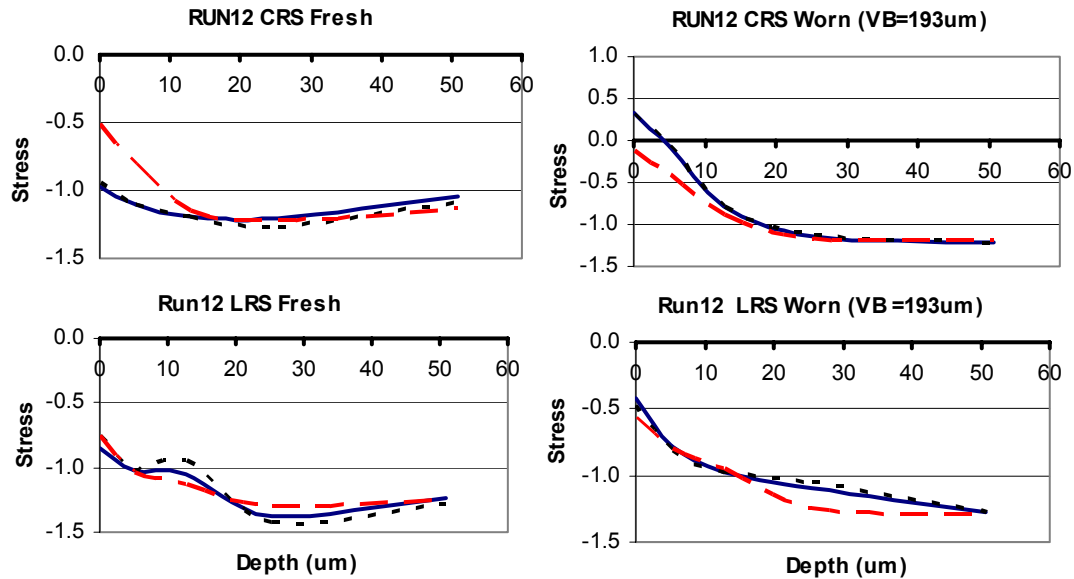 RUN12 CRS Fresh
0.0
-0.5
-1.0
-1.5
0 10 20 30 40 50 60
Stress
RUN12 CRS Worn (VB=193um)
1.0
0.5
0.0
-0.5
-1.0
-1.5
0 10 20 30 40 50 60
Stress
Run12 LRS Fresh
0.0
-0.5
-1.0
-1.5
0 10 20 30 40 50 60
Stress
Depth (um)
Run12 LRS Worn (VB =193um)
0.0
-0.5
-1.0
-1.5
0 10 20 30 40 50 60
Stress
Depth (um)